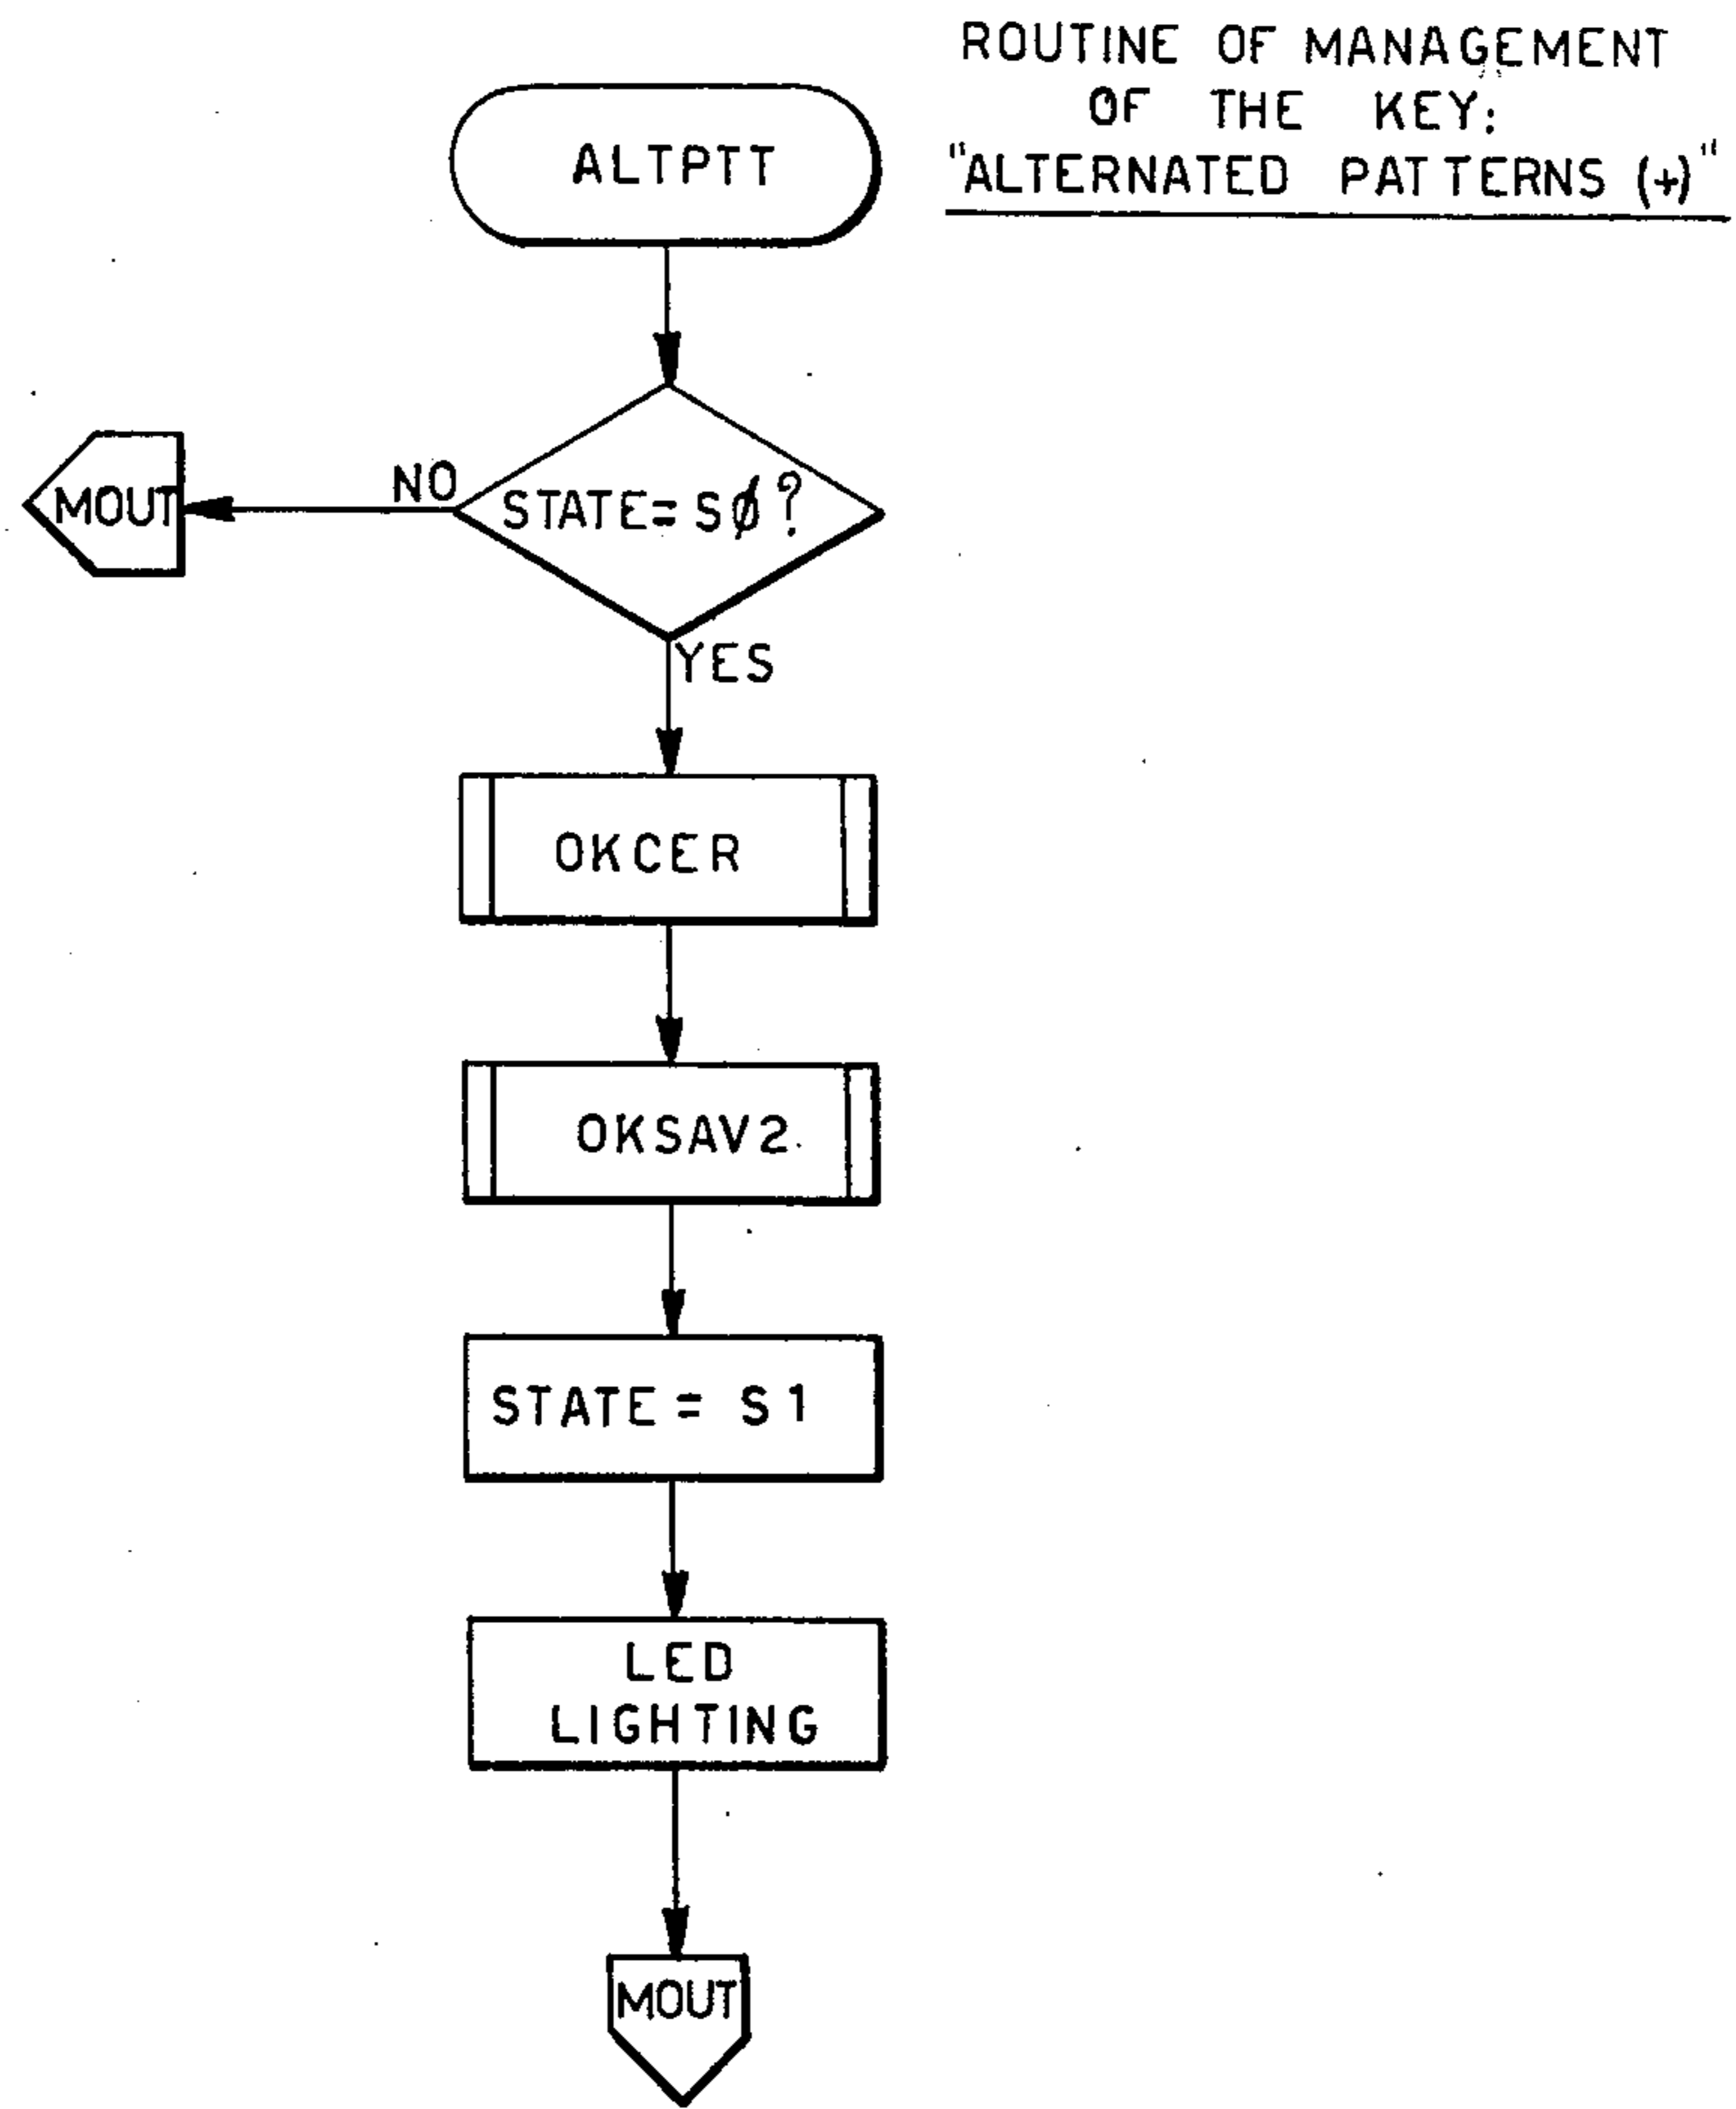 ROUTINE OF MANAGEMENT
OF THE KEY:
"ALTERNATED PATTERNS (+)"
ALTPTT
NO
MOUT
STATE= SØ?
YES
OKCER
OKSAV2
STATE = S1
LED
LIGHTING
MOUT